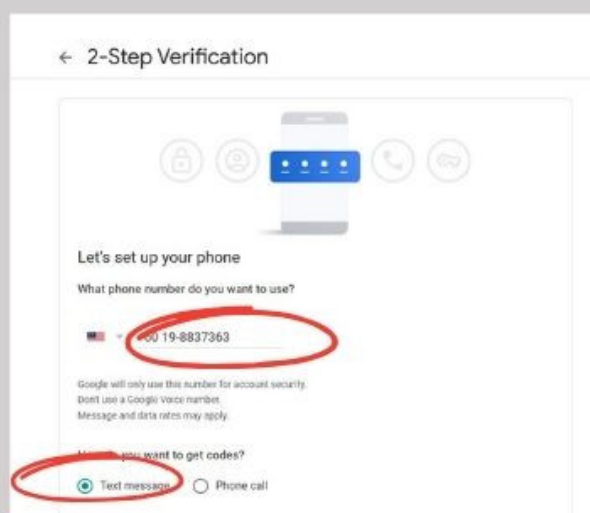 2-Step Verification
Let's set up your phone
What phone number do you want to use?
60 19-8837363
Google will only use this number for account security.
Don't use a Google Voice number.
Message and data rates may apply.
you want to get codes?
Text message
Phone call